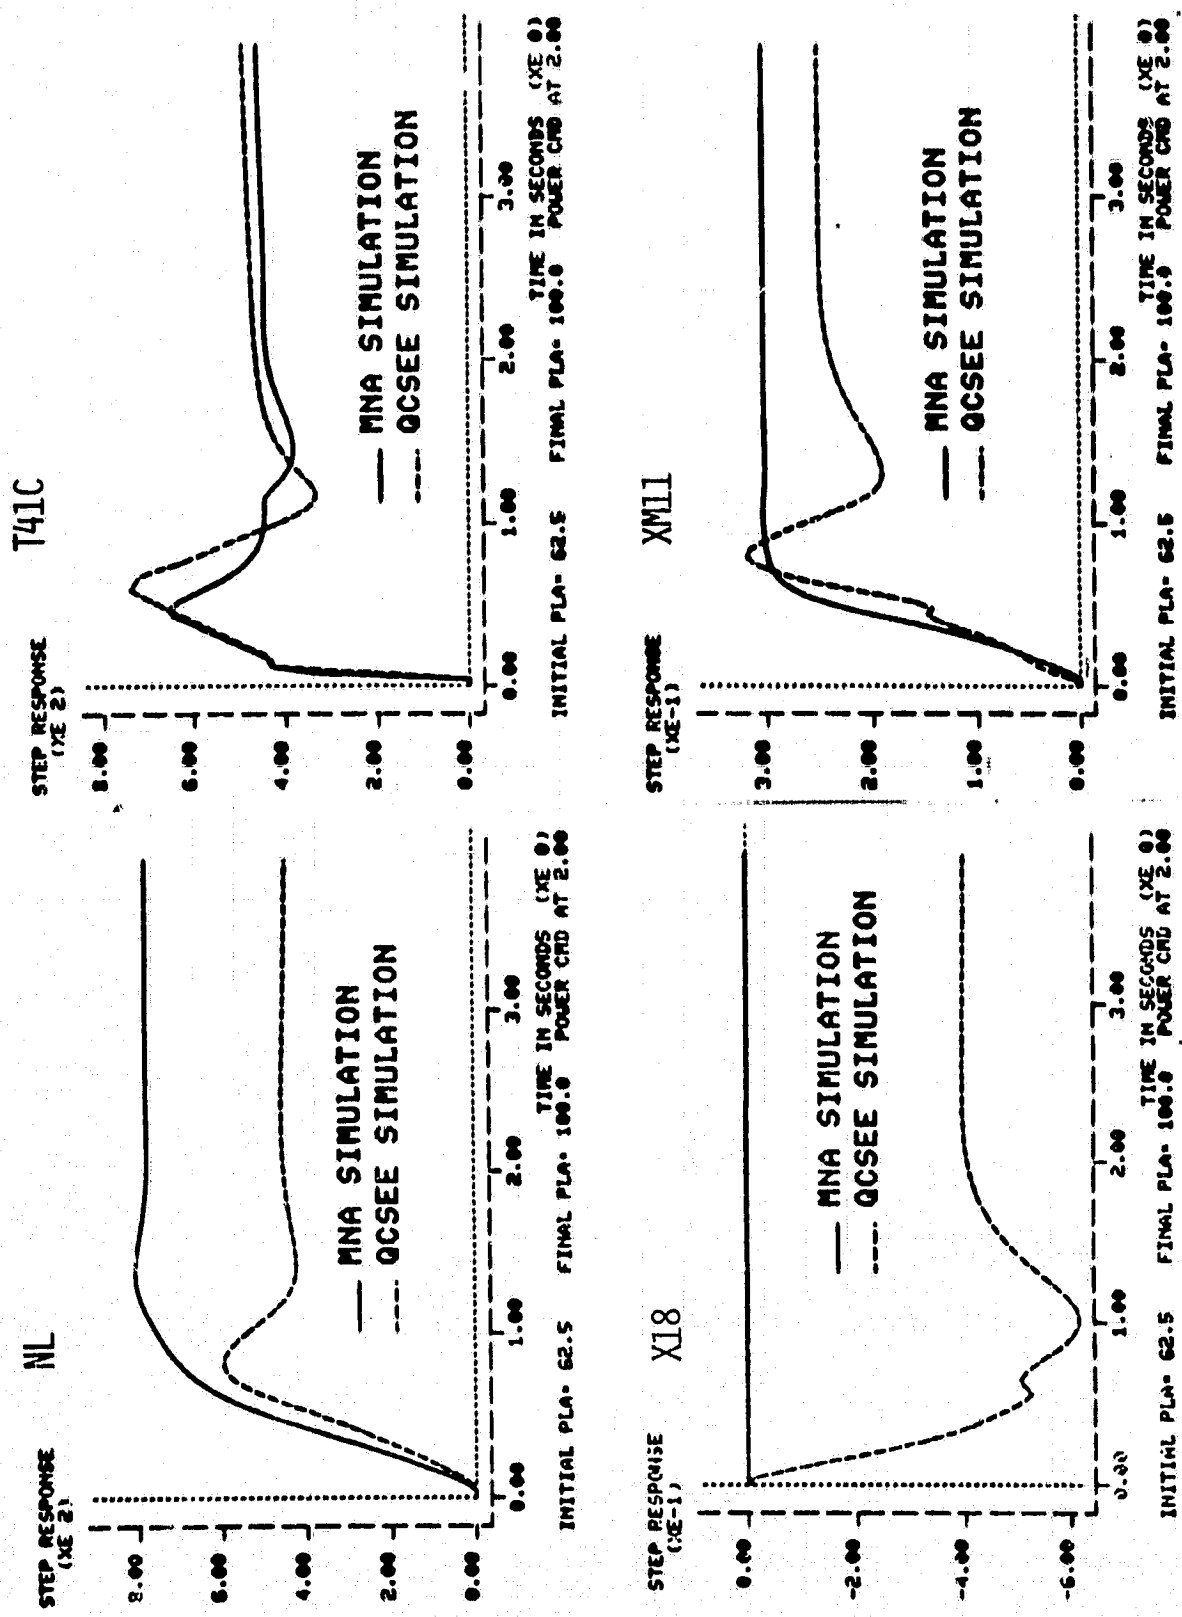 NL
STEP RESPONSE
(XE 2)
8.00
6.00
4.00
2.00
0.00
MNA SIMULATION
QCSEE SIMULATION
0.00
1.00
2.00
3.00
TIME IN SECONDS (XE 0)
INITIAL PLA= 62.5 FINAL PLA= 100.0 POWER CMD AT 2.00
T41C
STEP RESPONSE
(XE 2)
8.00
6.00
4.00
2.00
0.00
MNA SIMULATION
QCSEE SIMULATION
0.00
1.00
2.00
3.00
TIME IN SECONDS (XE 0)
INITIAL PLA= 62.5 FINAL PLA= 100.0 POWER CMD AT 2.00
X18
STEP RESPONSE
(XE-1)
0.00
-2.00
-4.00
-6.00
MNA SIMULATION
QCSEE SIMULATION
0.00
1.00
2.00
3.00
TIME IN SECONDS (XE 0)
INITIAL PLA= 62.5 FINAL PLA= 100.0 POWER CMD AT 2.00
XM11
STEP RESPONSE
(XE-1)
3.00
2.00
1.00
0.00
MNA SIMULATION
QCSEE SIMULATION
0.00
1.00
2.00
3.00
TIME IN SECONDS (XE 0)
INITIAL PLA= 62.5 FINAL PLA= 100.0 POWER CMD AT 2.00